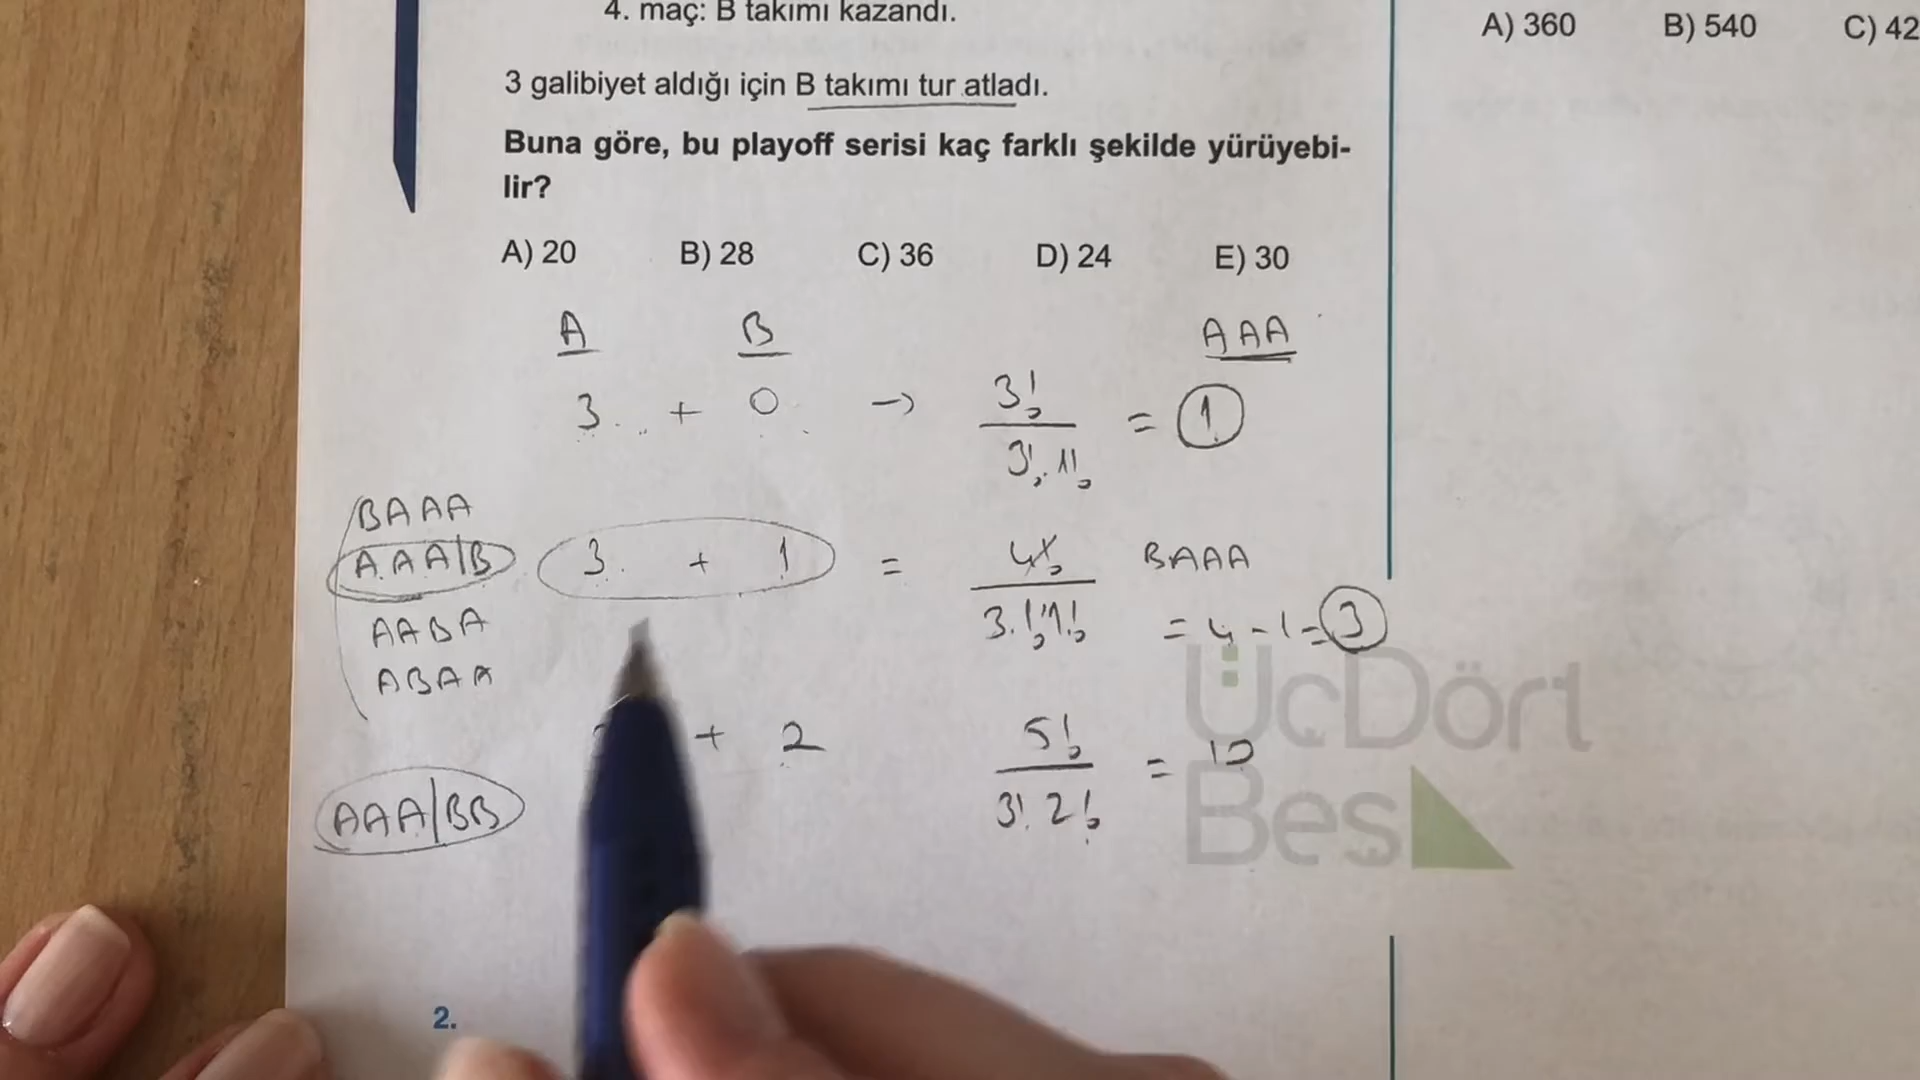 4. maç: B takımı kazandı.
3 galibiyet aldığı için B takımı tur atladı.
Buna göre, bu playoff serisi kaç farklı şekilde yürüyebi-
lir?
A) 20 B) 28 C) 36 D) 24 E) 30
A B AAA
3 + 0 → 3! / 3! . 1! = 1
BAAA
AAA|B 3 + 1 = 4! / 3! . 1! BAAA
= 4 - 1 = 3
AABA
ABAA
+ 2 5! / 3! 2! = 10
AAA|BB
2.
A) 360 B) 540 C) 42
ÜçDört
Beş